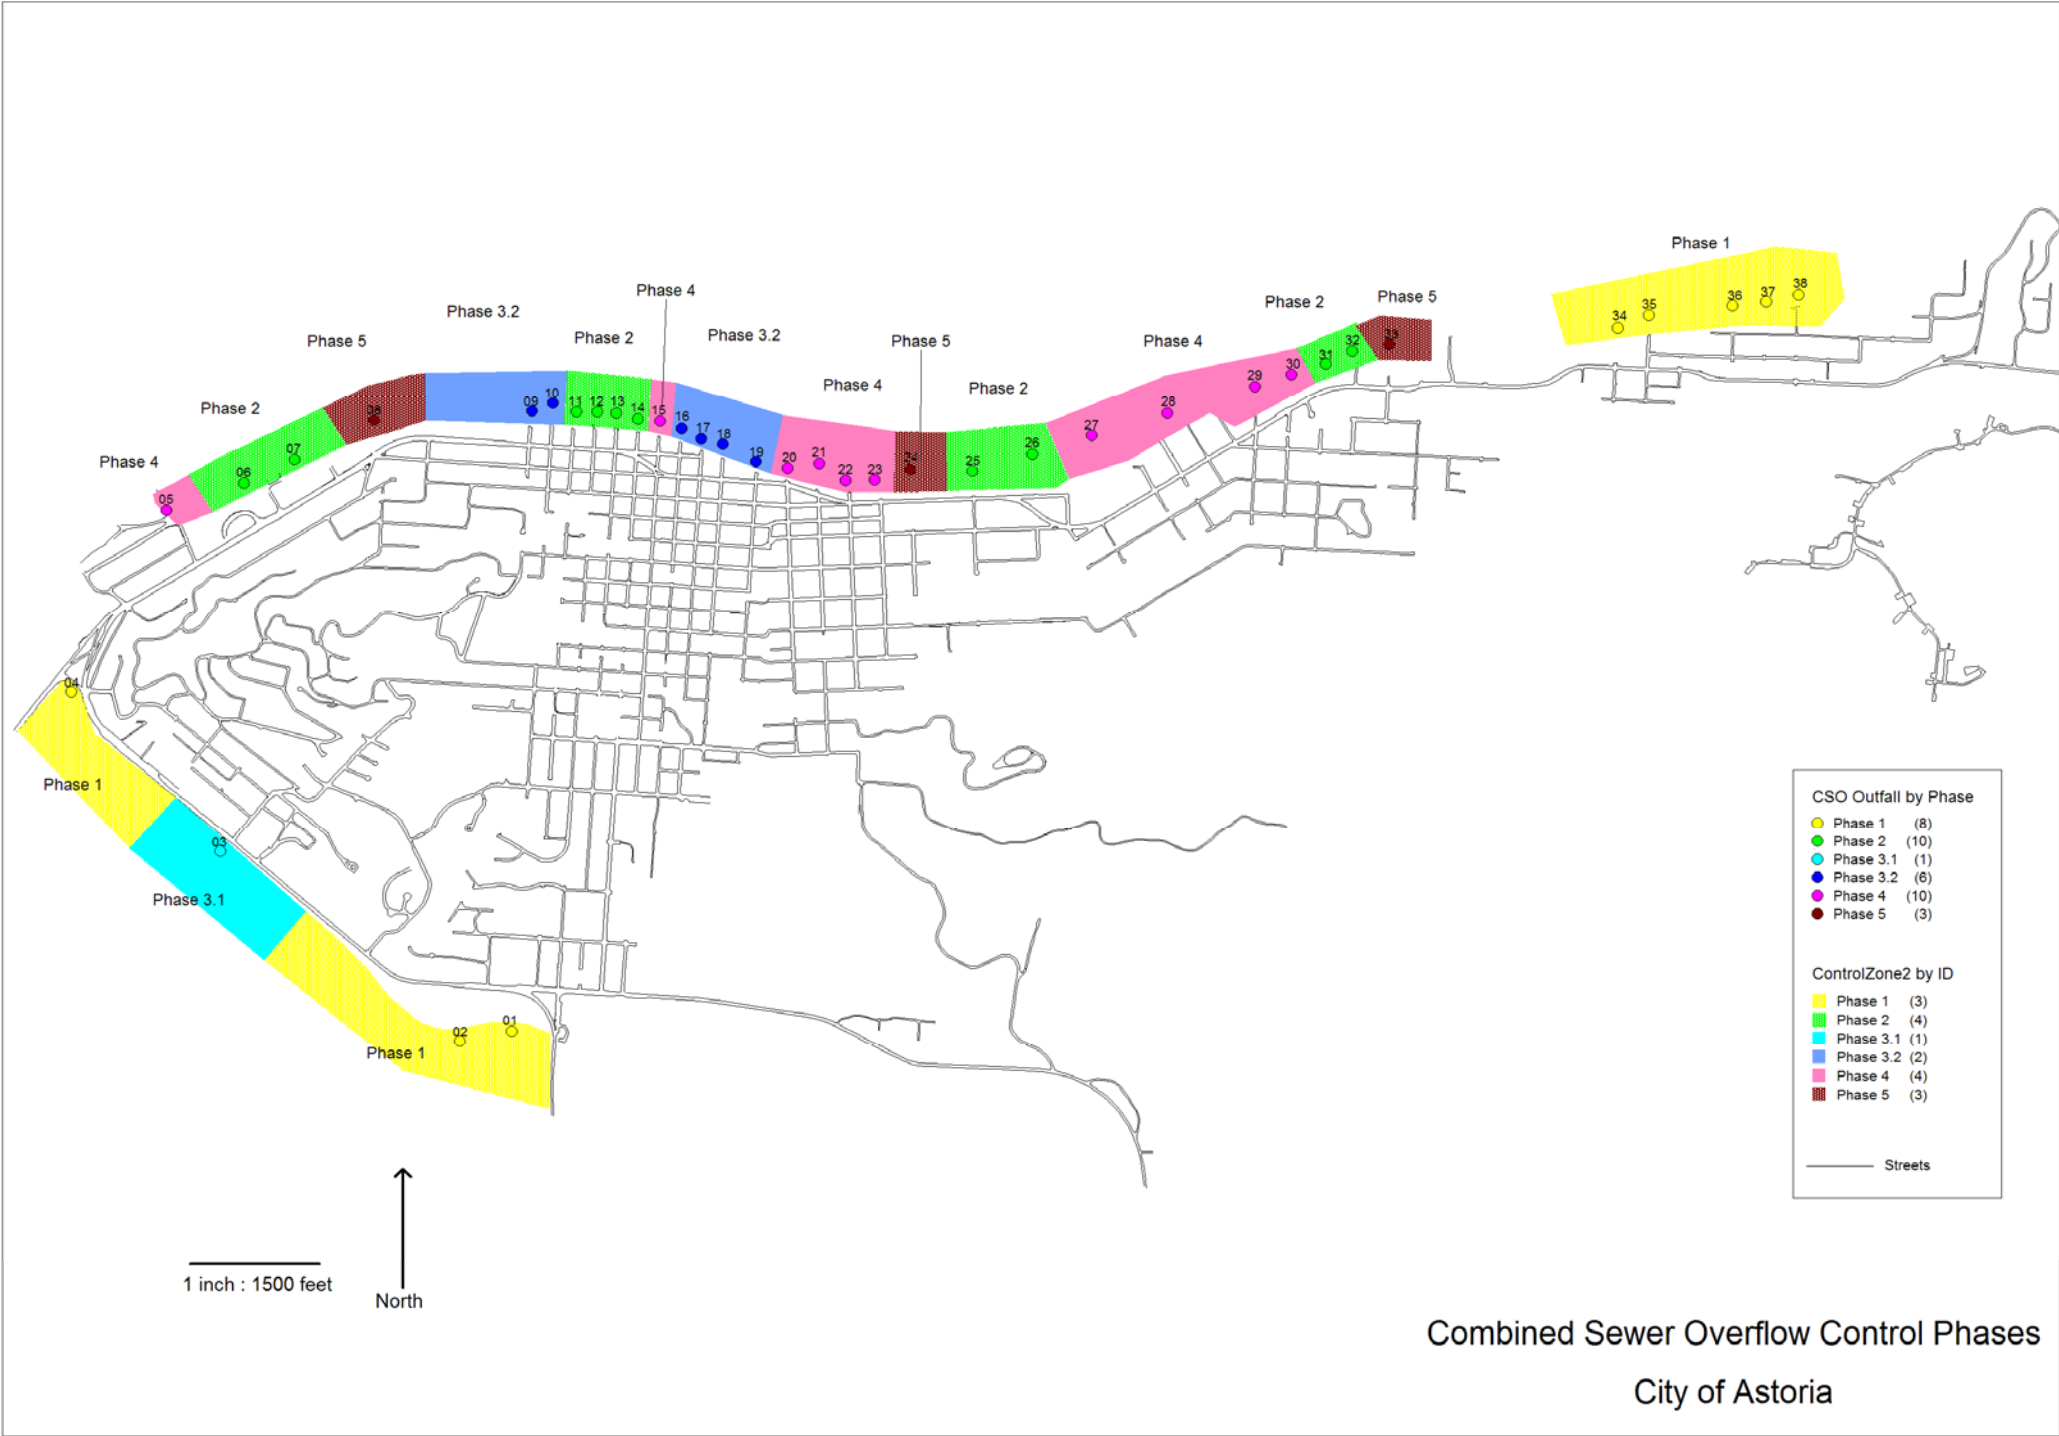 Phase 1
38
37
36
35
34
Phase 4
Phase 2
Phase 5
Phase 3.2
Phase 3.2
Phase 5
Phase 2
Phase 5
Phase 4
33
32
31
30
29
28
27
Phase 2
Phase 4
Phase 2
Phase 4
09
10
11
12
13
14
15
16
17
18
19
20
21
22
23
24
25
26
08
07
06
05
04
Phase 1
03
Phase 3.1
02
01
Phase 1
CSO Outfall by Phase
Phase 1 (8)
Phase 2 (10)
Phase 3.1 (1)
Phase 3.2 (6)
Phase 4 (10)
Phase 5 (3)
ControlZone2 by ID
Phase 1 (3)
Phase 2 (4)
Phase 3.1 (1)
Phase 3.2 (2)
Phase 4 (4)
Phase 5 (3)
Streets
1 inch : 1500 feet
North
Combined Sewer Overflow Control Phases
City of Astoria